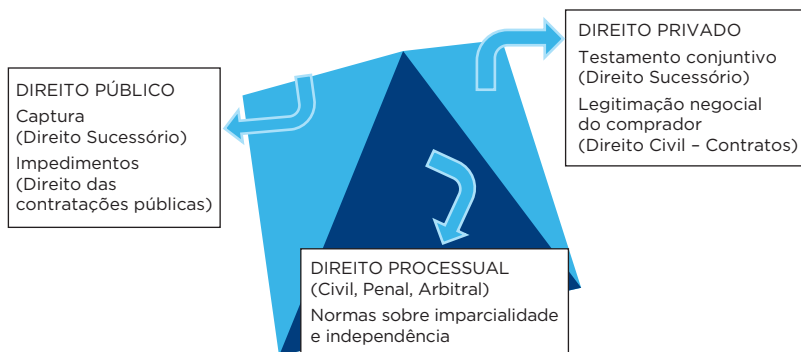 DIREITO PÚBLICO
Captura
(Direito Sucessório)
Impedimentos
(Direito das
contratações públicas)
DIREITO PRIVADO
Testamento conjuntivo
(Direito Sucessório)
Legitimação negocial
do comprador
(Direito Civil – Contratos)
DIREITO PROCESSUAL
(Civil, Penal, Arbitral)
Normas sobre imparcialidade
e independência